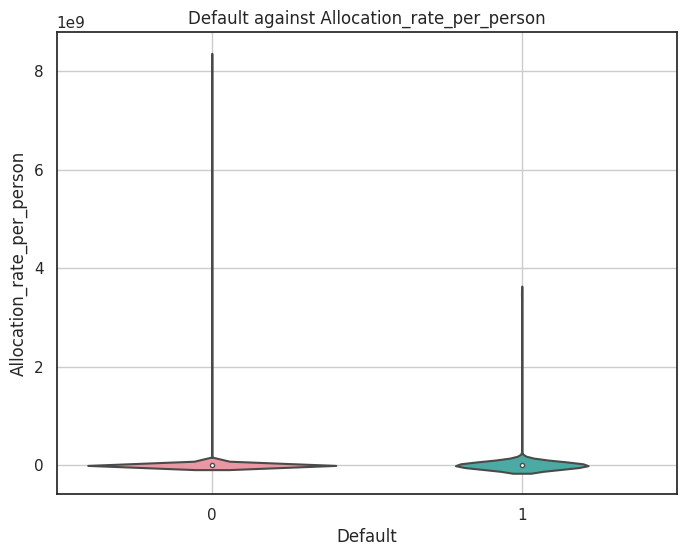 Default against Allocation_rate_per_person
1e9
8
6
4
2
0
Allocation_rate_per_person
0 1
Default